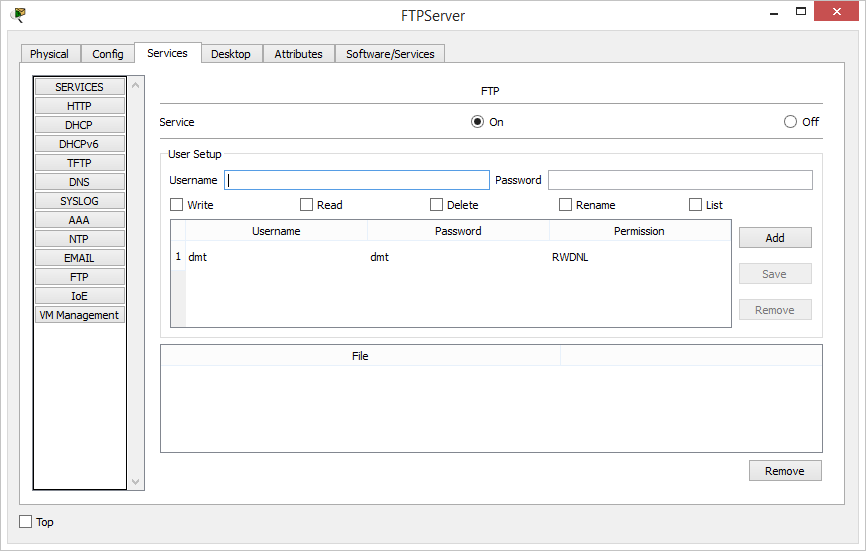 FTPServer
Physical Config Services Desktop Attributes Software/Services
SERVICES
HTTP
DHCP
DHCPv6
TFTP
DNS
SYSLOG
AAA
NTP
EMAIL
FTP
IoE
VM Management
FTP
Service On Off
User Setup
Username Password
Write Read Delete Rename List
Username Password Permission
1 dmt dmt RWDNL
Add
Save
Remove
File
Remove
Top